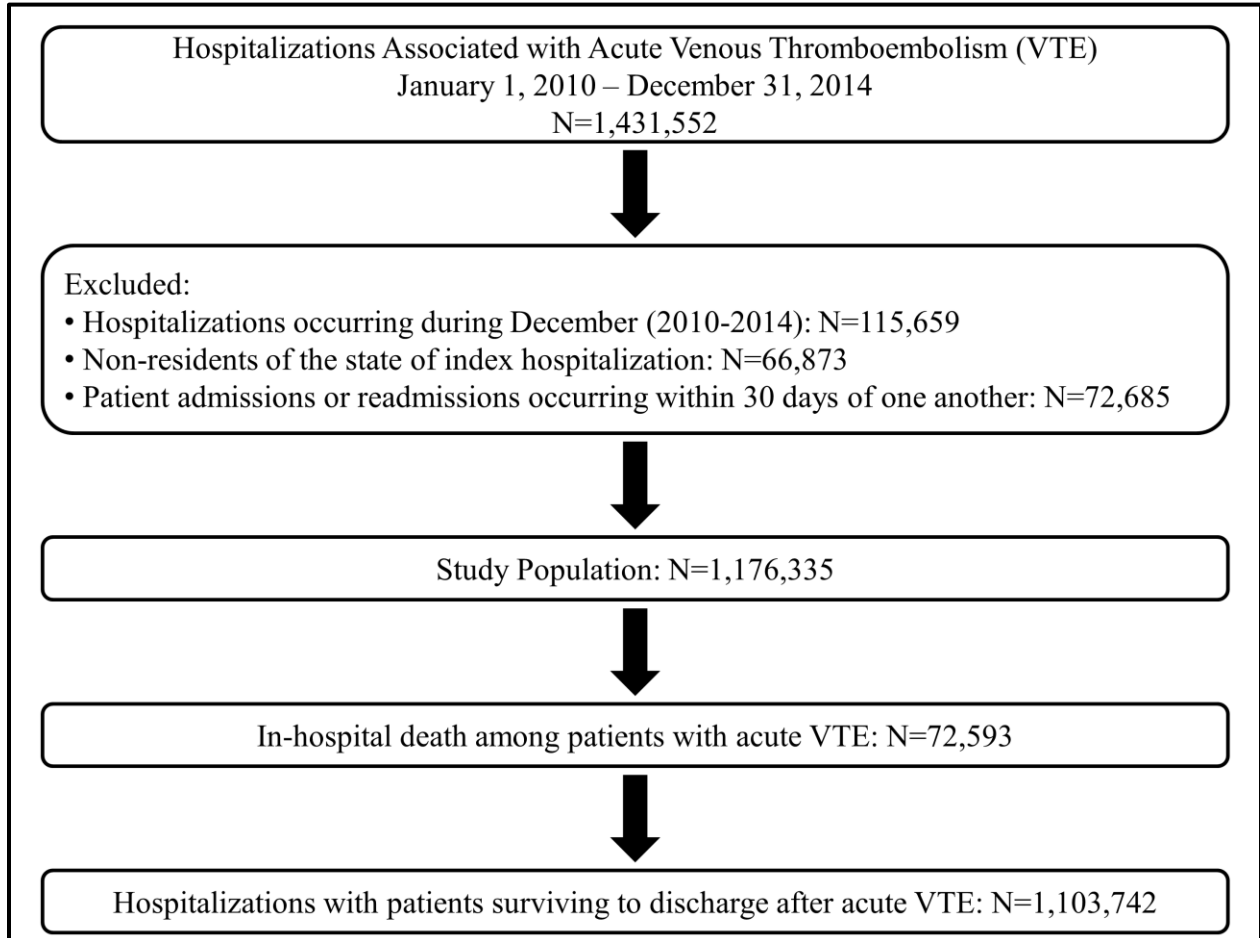 Hospitalizations Associated with Acute Venous Thromboembolism (VTE)
January 1, 2010 – December 31, 2014
N=1,431,552
Excluded:
• Hospitalizations occurring during December (2010-2014): N=115,659
• Non-residents of the state of index hospitalization: N=66,873
• Patient admissions or readmissions occurring within 30 days of one another: N=72,685
Study Population: N=1,176,335
In-hospital death among patients with acute VTE: N=72,593
Hospitalizations with patients surviving to discharge after acute VTE: N=1,103,742